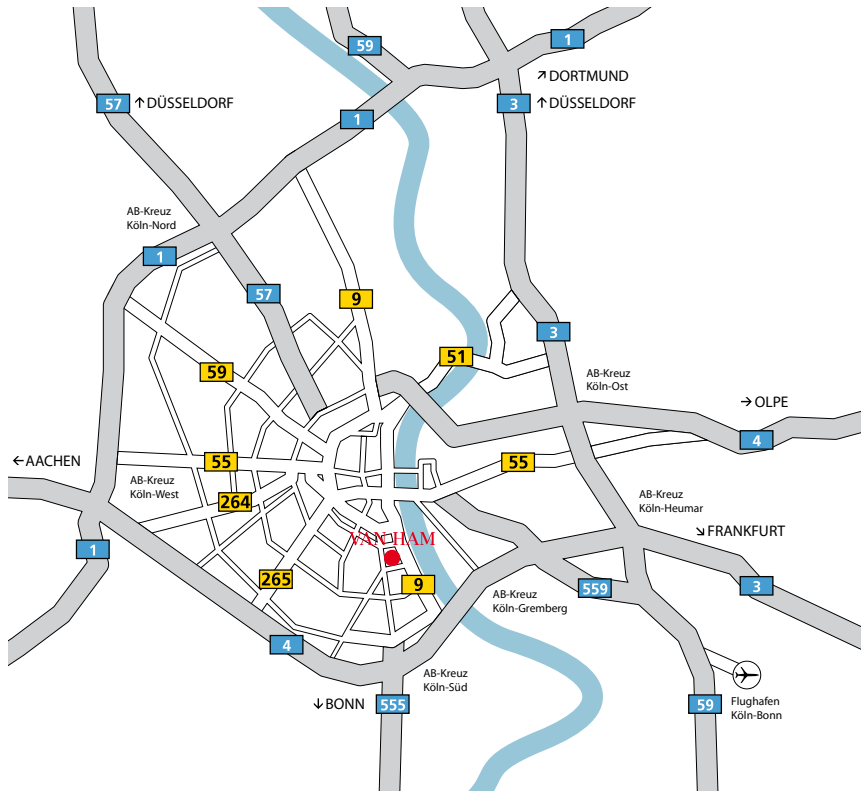 1
59
↗DORTMUND
57
↑DÜSSELDORF
3
↑DÜSSELDORF
1
AB-Kreuz
Köln-Nord
1
57
9
3
51
59
AB-Kreuz
Köln-Ost
→OLPE
4
←AACHEN
55
55
AB-Kreuz
Köln-West
264
AB-Kreuz
Köln-Heumar
↘FRANKFURT
VAN HAM
1
265
9
559
3
AB-Kreuz
Köln-Gremberg
4
AB-Kreuz
Köln-Süd
↓BONN
555
59
Flughafen
Köln-Bonn